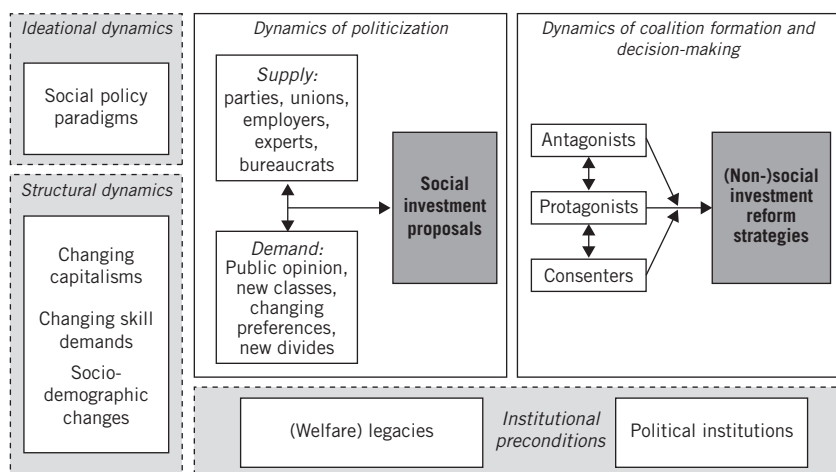 Ideational dynamics
Social policy
paradigms
Structural dynamics
Changing
capitalisms
Changing skill
demands
Socio-
demographic
changes
Dynamics of politicization
Supply:
parties, unions,
employers,
experts,
bureaucrats
Social
investment
proposals
Demand:
Public opinion,
new classes,
changing
preferences,
new divides
Dynamics of coalition formation and
decision-making
Antagonists
Protagonists
Consenters
(Non-)social
investment
reform
strategies
(Welfare) legacies
Institutional
preconditions
Political institutions